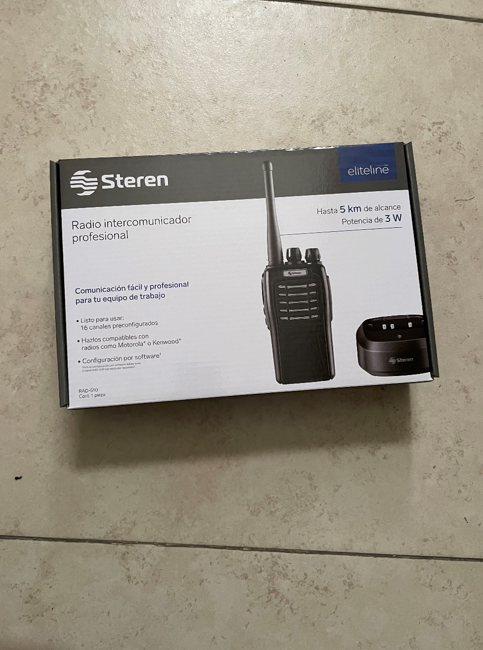 Steren
eliteline
Radio intercomunicador
profesional
Hasta 5 km de alcance
Potencia de 3 W
Comunicación fácil y profesional
para tu equipo de trabajo
• Listo para usar:
16 canales preconfigurados
• Hazlos compatibles con
radios como Motorola* o Kenwood*
• Configuración por software¹
Cont. 1 pieza
Steren
Steren